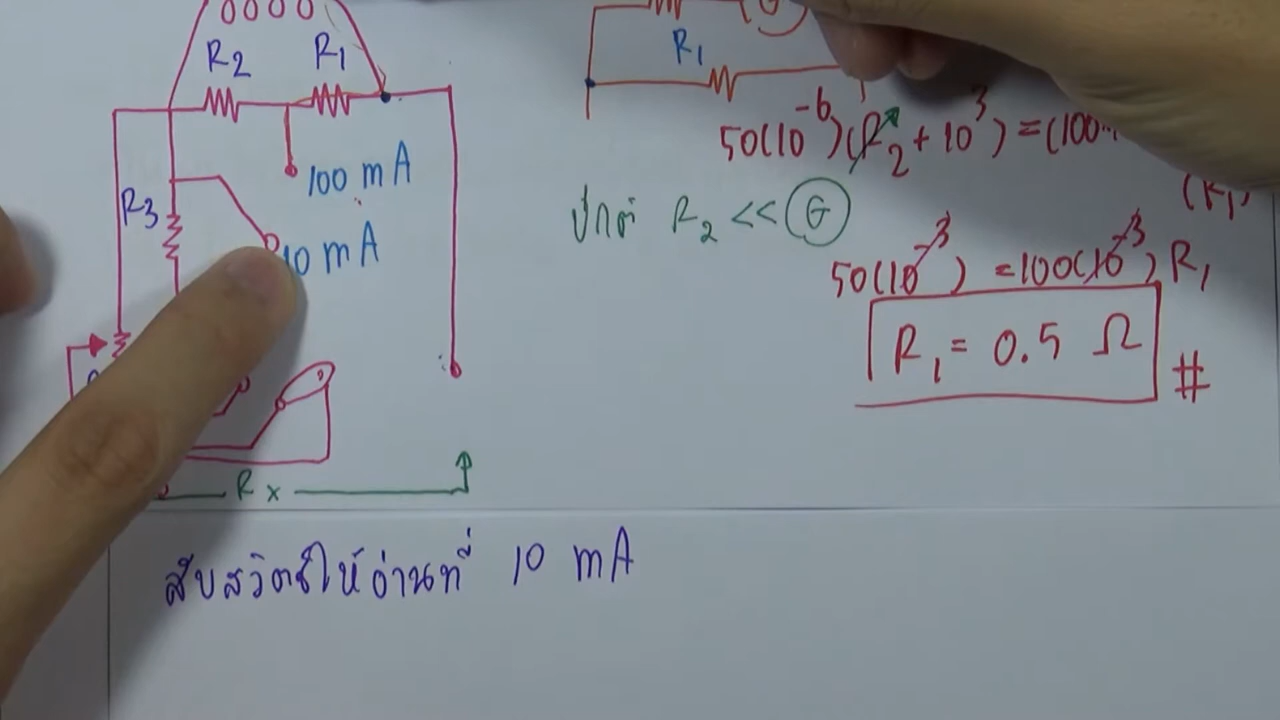 R2 R1
R1
100 mA
R3
10 mA
50(10^-6)(R2 + 10^3) = (100
(R1)
ปกติ R2 << G
50(10^-3) = 100(10^-3) R1
R1 = 0.5 Ω #
R x
สับสวิตซ์ให้อ่านที่ 10 mA